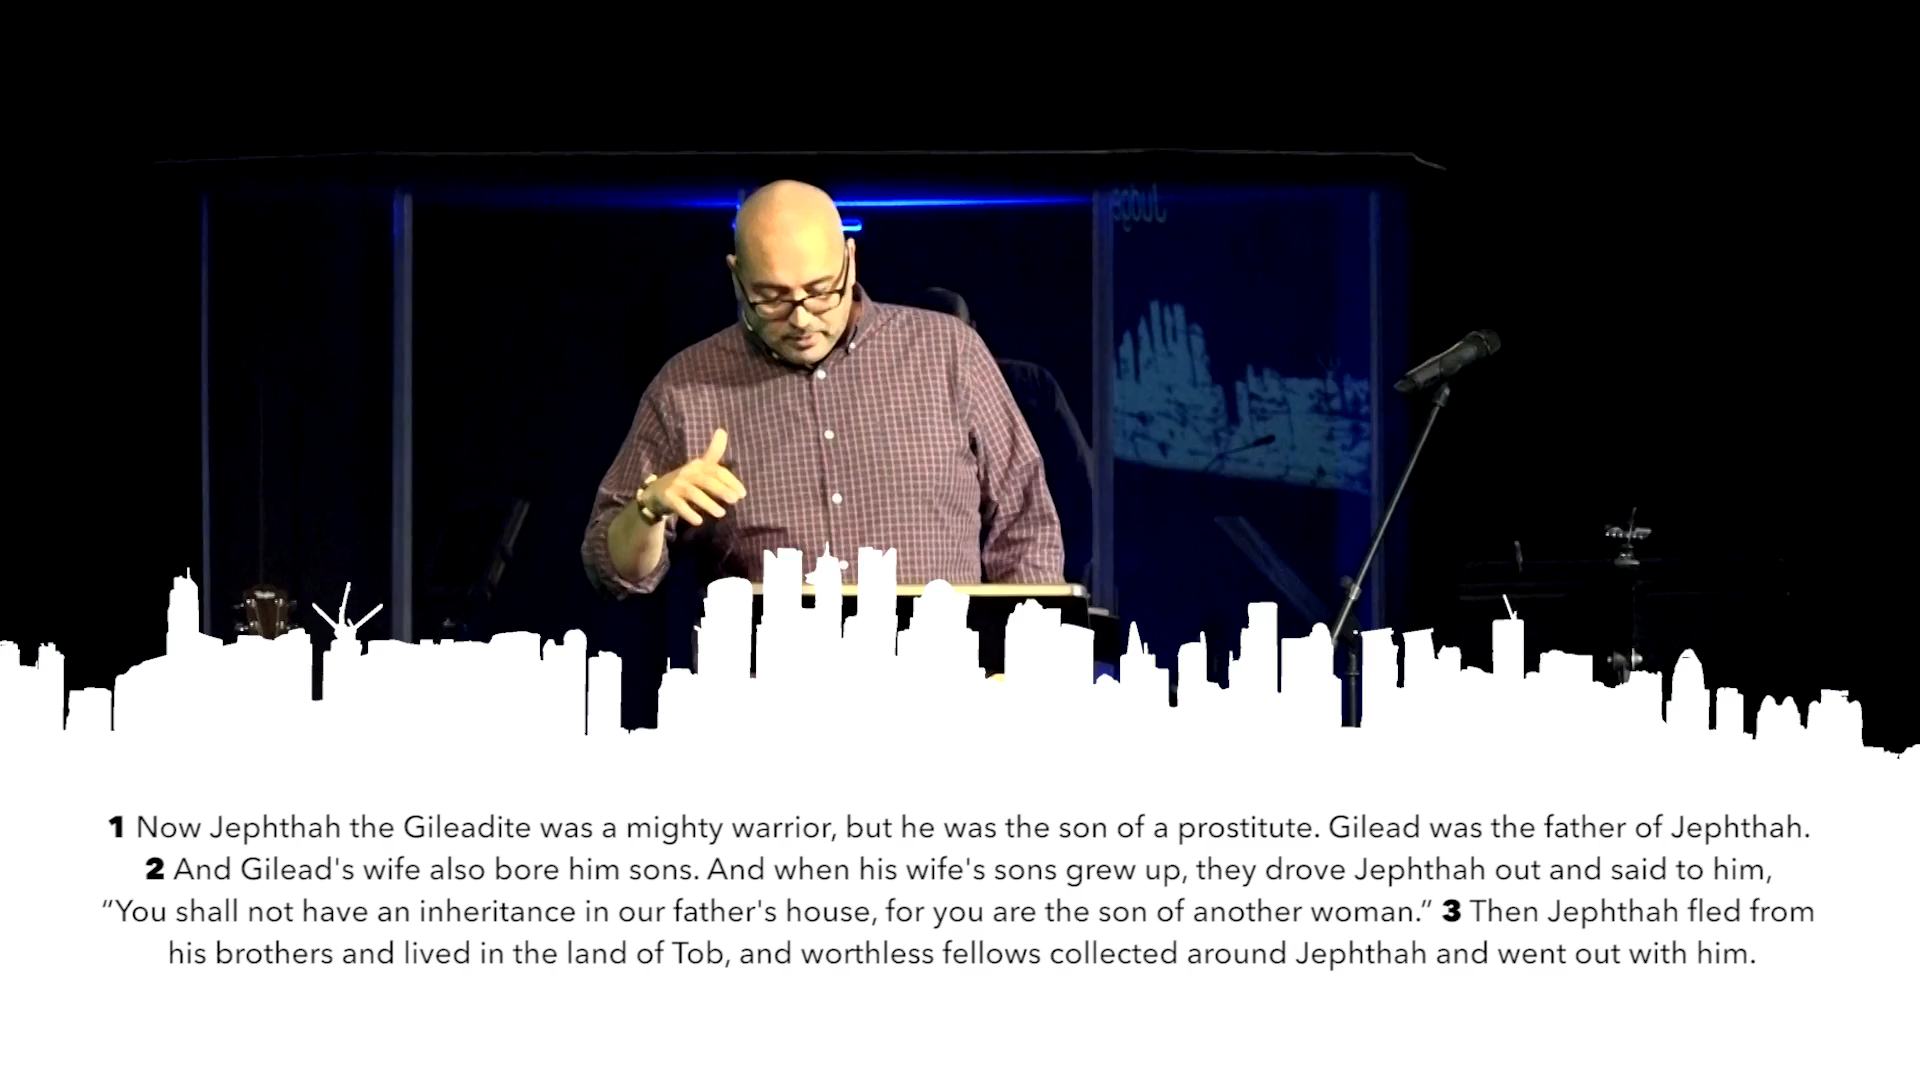 Judge
1 Now Jephthah the Gileadite was a mighty warrior, but he was the son of a prostitute. Gilead was the father of Jephthah.
2 And Gilead's wife also bore him sons. And when his wife's sons grew up, they drove Jephthah out and said to him,
“You shall not have an inheritance in our father's house, for you are the son of another woman.” 3 Then Jephthah fled from
his brothers and lived in the land of Tob, and worthless fellows collected around Jephthah and went out with him.